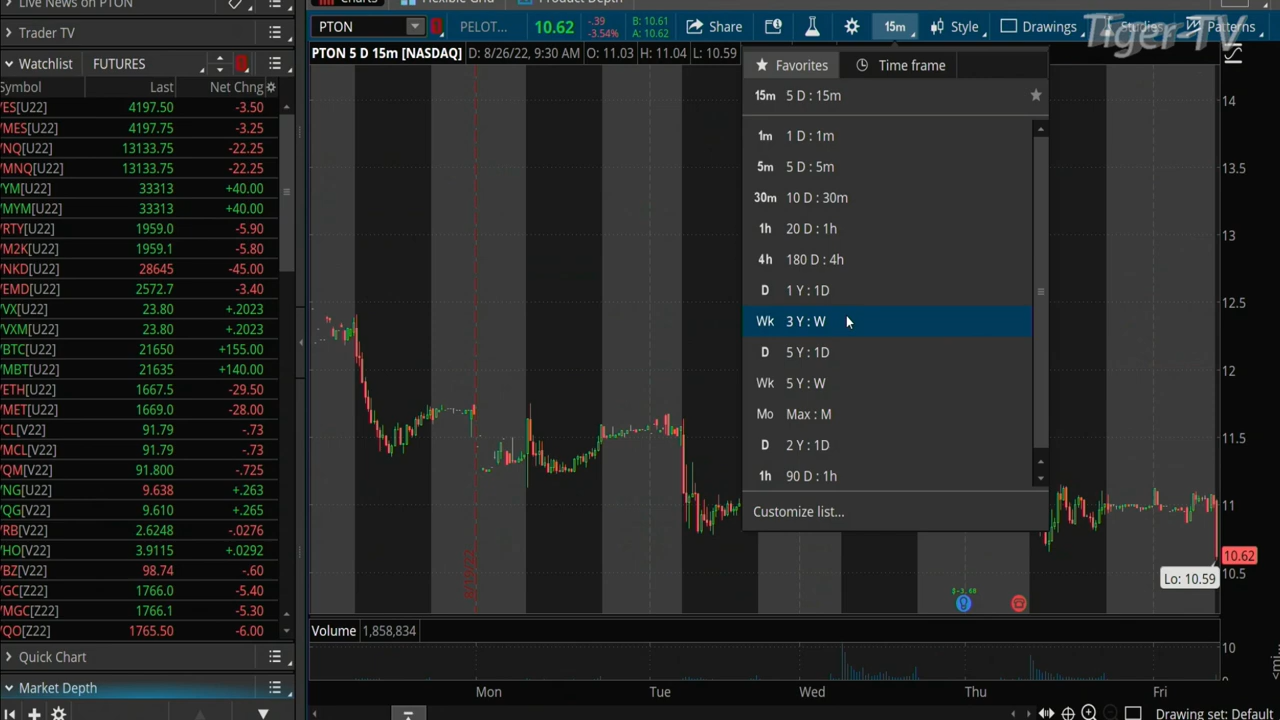 Live News on PTON
Charts
Flexible Grid
Product Depth
Trader TV
PTON
PELOT...
10.62
-.39
-3.54%
B: 10.61
A: 10.62
Share
15m
Style
Drawings
Studies
Patterns
TigerTV
Watchlist FUTURES
PTON 5 D 15m [NASDAQ] D: 8/26/22, 9:30 AM O: 11.03 H: 11.04 L: 10.59
Symbol Last Net Chng
/ES[U22] 4197.50 -3.50
/MES[U22] 4197.75 -3.25
/NQ[U22] 13133.75 -22.25
/MNQ[U22] 13133.75 -22.25
/YM[U22] 33313 +40.00
/MYM[U22] 33313 +40.00
/RTY[U22] 1959.0 -5.90
/M2K[U22] 1959.1 -5.80
/NKD[U22] 28645 -45.00
/EMD[U22] 2572.7 -3.40
/VX[U22] 23.80 +.2023
/VXM[U22] 23.80 +.2023
/BTC[U22] 21650 +155.00
/MBT[U22] 21635 +140.00
/ETH[U22] 1667.5 -29.50
/MET[U22] 1669.0 -28.00
/CL[V22] 91.79 -.73
/MCL[V22] 91.79 -.73
/QM[V22] 91.800 -.725
/NG[U22] 9.638 +.263
/QG[V22] 9.610 +.265
/RB[V22] 2.6248 -.0276
/HO[V22] 3.9115 +.0292
/BZ[V22] 98.74 -.60
/GC[Z22] 1766.0 -5.40
/MGC[Z22] 1766.1 -5.30
/QO[Z22] 1765.50 -6.00
Quick Chart
Market Depth
Favorites Time frame
15m 5 D : 15m
1m 1 D : 1m
5m 5 D : 5m
30m 10 D : 30m
1h 20 D : 1h
4h 180 D : 4h
D 1 Y : 1D
Wk 3 Y : W
D 5 Y : 1D
Wk 5 Y : W
Mo Max : M
D 2 Y : 1D
1h 90 D : 1h
Customize list...
14
13.5
13
12.5
12
11.5
11
10.62
10.5
Lo: 10.59
$-3.68
Volume 1,858,834
10
Mon Tue Wed Thu Fri
Drawing set: Default